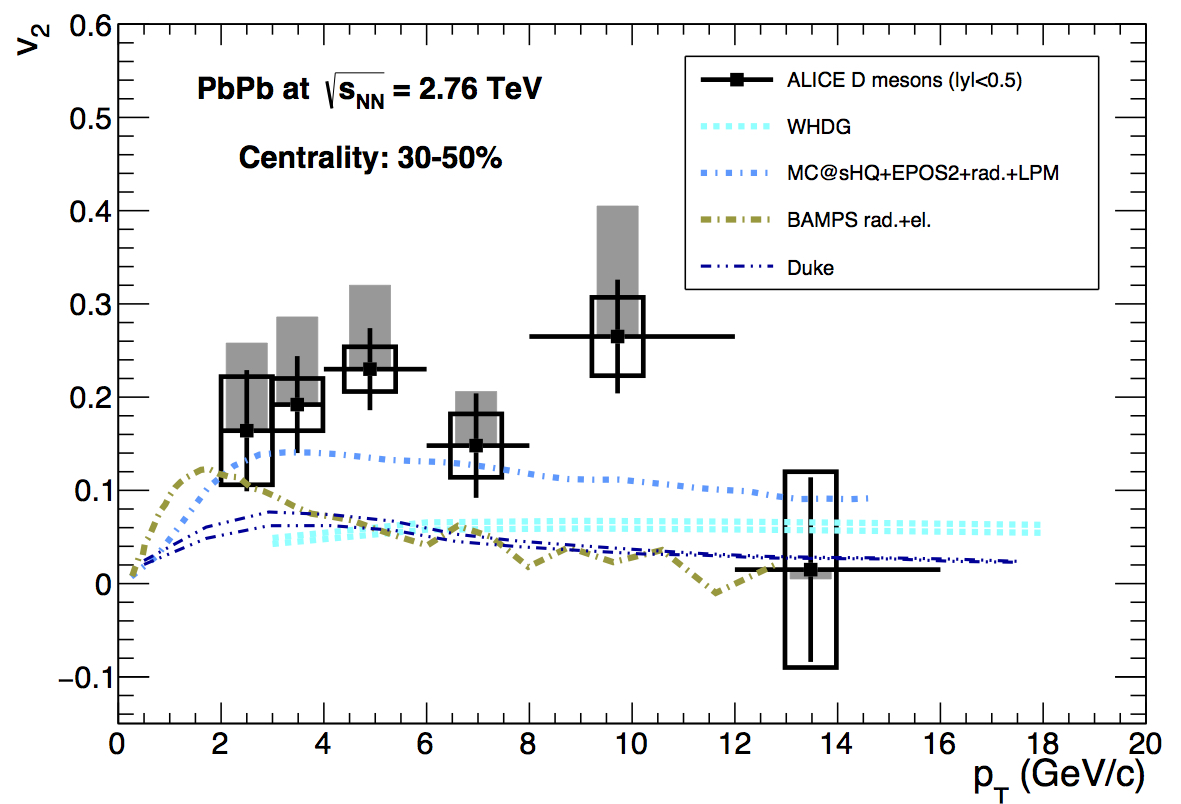 v₂
0.6
0.5
0.4
0.3
0.2
0.1
0
−0.1
PbPb at √sNN = 2.76 TeV
Centrality: 30-50%
ALICE D mesons (|y|<0.5)
WHDG
MC@sHQ+EPOS2+rad.+LPM
BAMPS rad.+el.
Duke
0 2 4 6 8 10 12 14 16 18 20
pT (GeV/c)